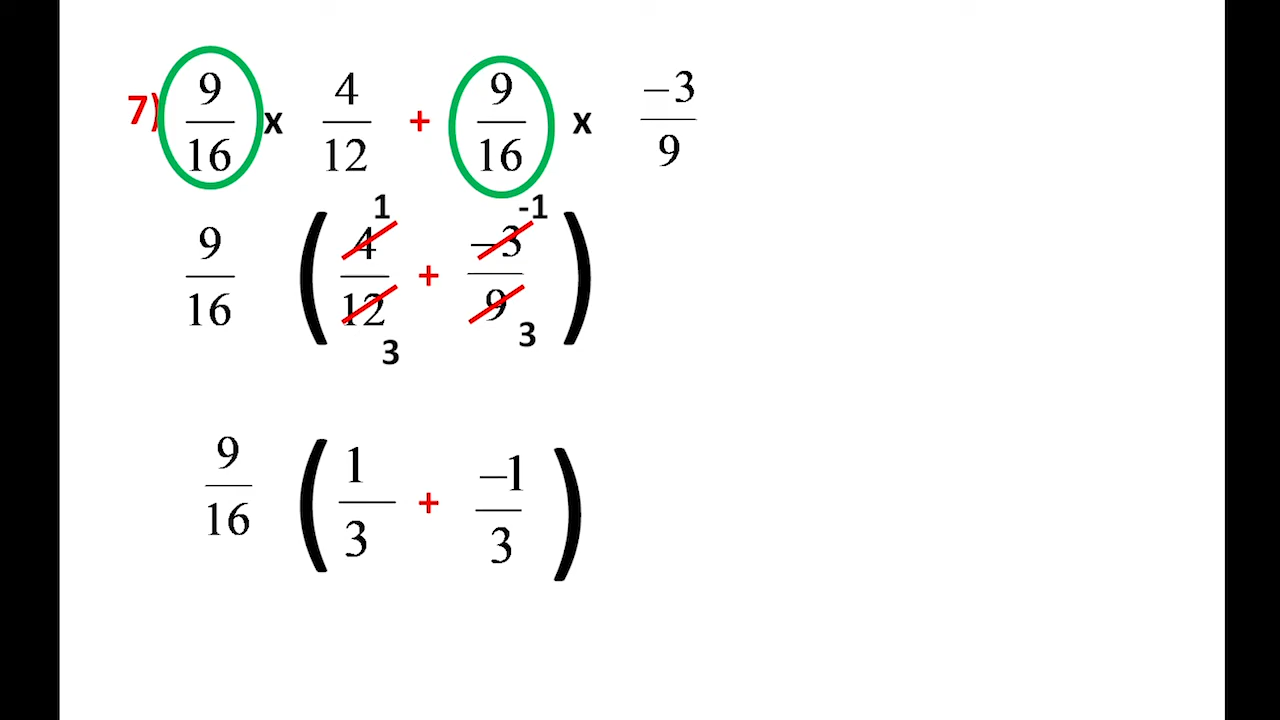 7) 9/16 x 4/12 + 9/16 x −3/9
1 -1
9/16 ( 4/12 + −3/9 )
3 3
9/16 ( 1/3 + −1/3 )